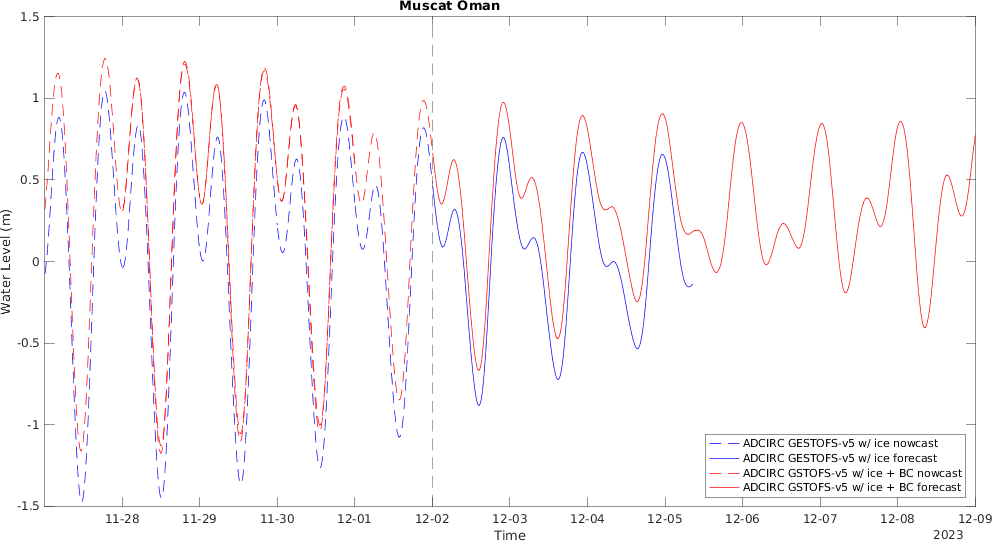 Muscat Oman
Water Level (m)
1.5
1
0.5
0
-0.5
-1
-1.5
11-28
11-29
11-30
12-01
12-02
12-03
12-04
12-05
12-06
12-07
12-08
12-09
Time
2023
ADCIRC GESTOFS-v5 w/ ice nowcast
ADCIRC GESTOFS-v5 w/ ice forecast
ADCIRC GSTOFS-v5 w/ ice + BC nowcast
ADCIRC GSTOFS-v5 w/ ice + BC forecast